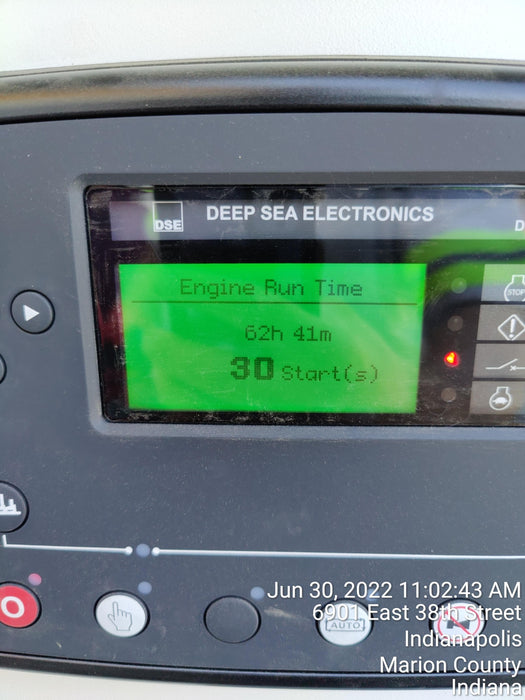 DSE
DEEP SEA ELECTRONICS
D
Engine Run Time
62h 41m
30 Start(s)
STOP
AUTO
Jun 30, 2022 11:02:43 AM
6901 East 38th Street
Indianapolis
Marion County
Indiana